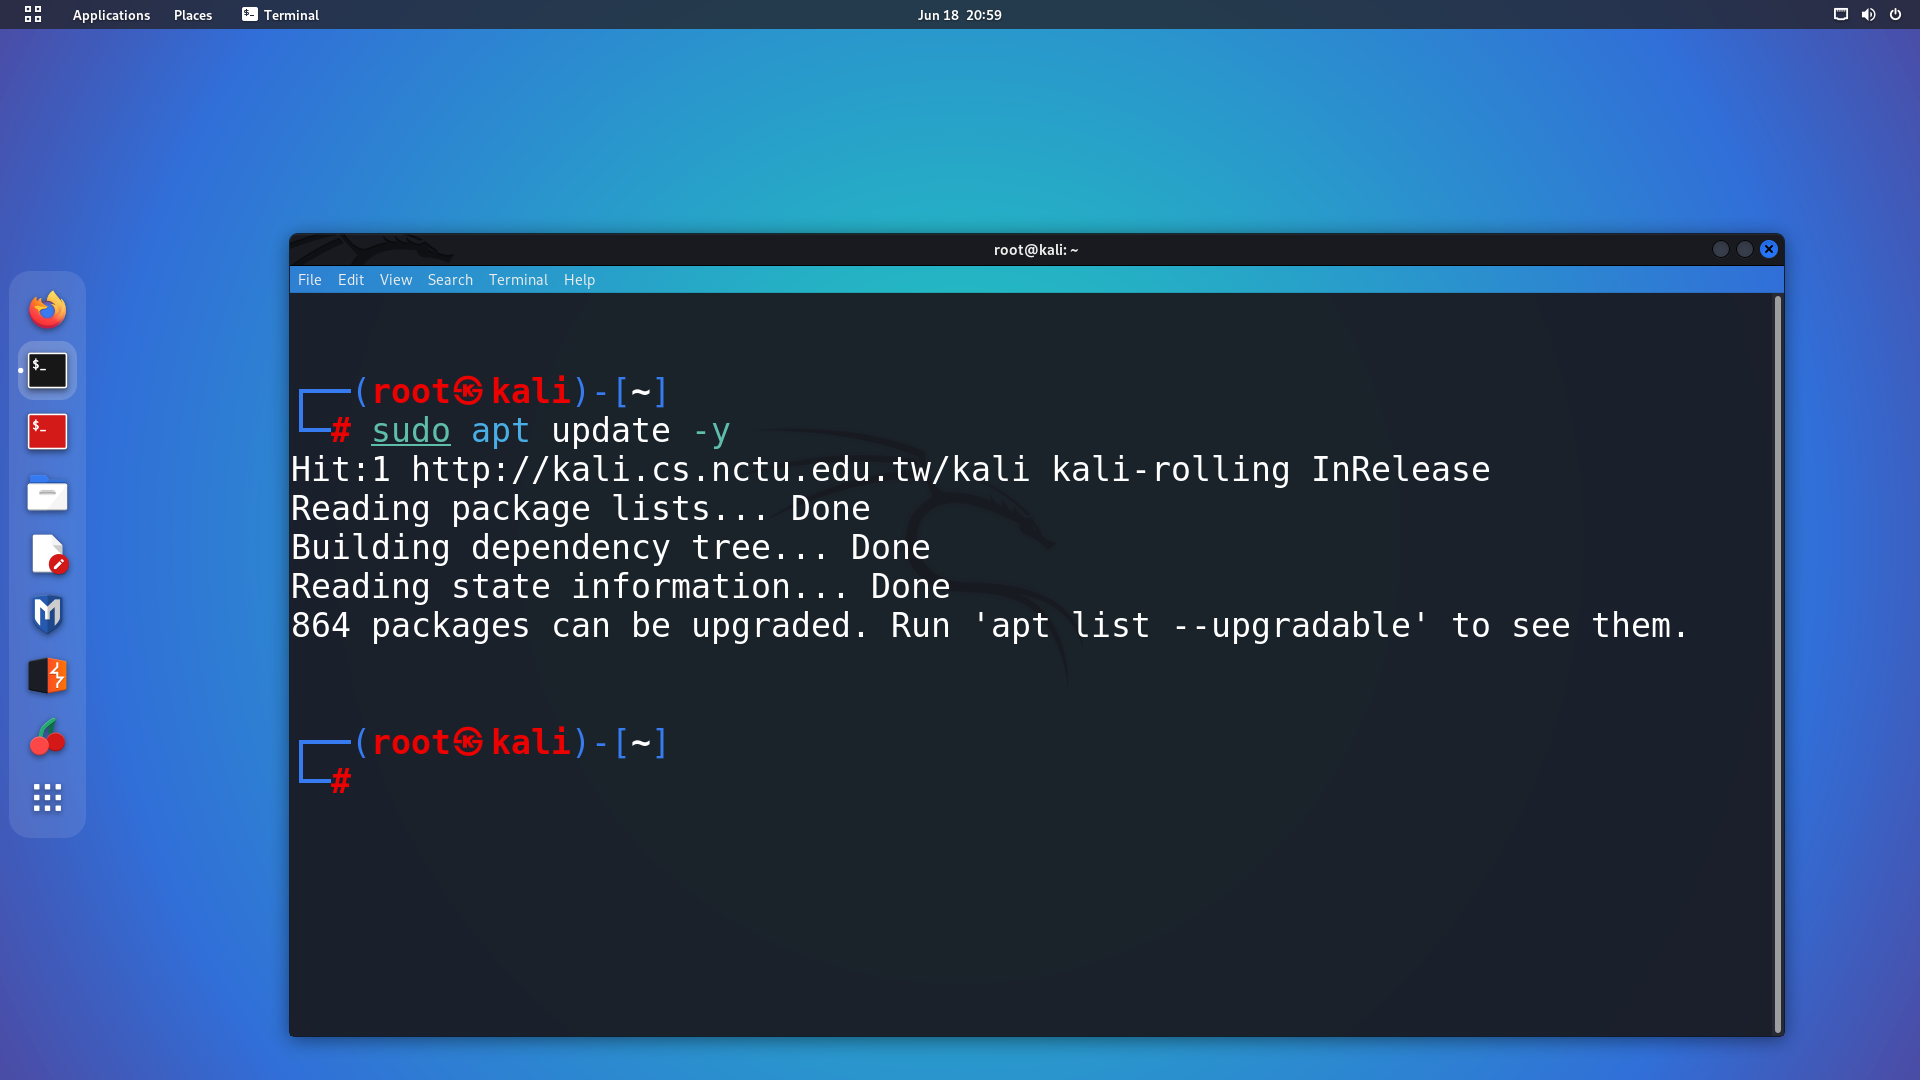 Applications Places Terminal Jun 18 20:59
root@kali: ~
File Edit View Search Terminal Help
┌──(root㉿kali)-[~]
└─# sudo apt update -y
Hit:1 http://kali.cs.nctu.edu.tw/kali kali-rolling InRelease
Reading package lists... Done
Building dependency tree... Done
Reading state information... Done
864 packages can be upgraded. Run 'apt list --upgradable' to see them.
┌──(root㉿kali)-[~]
└─#